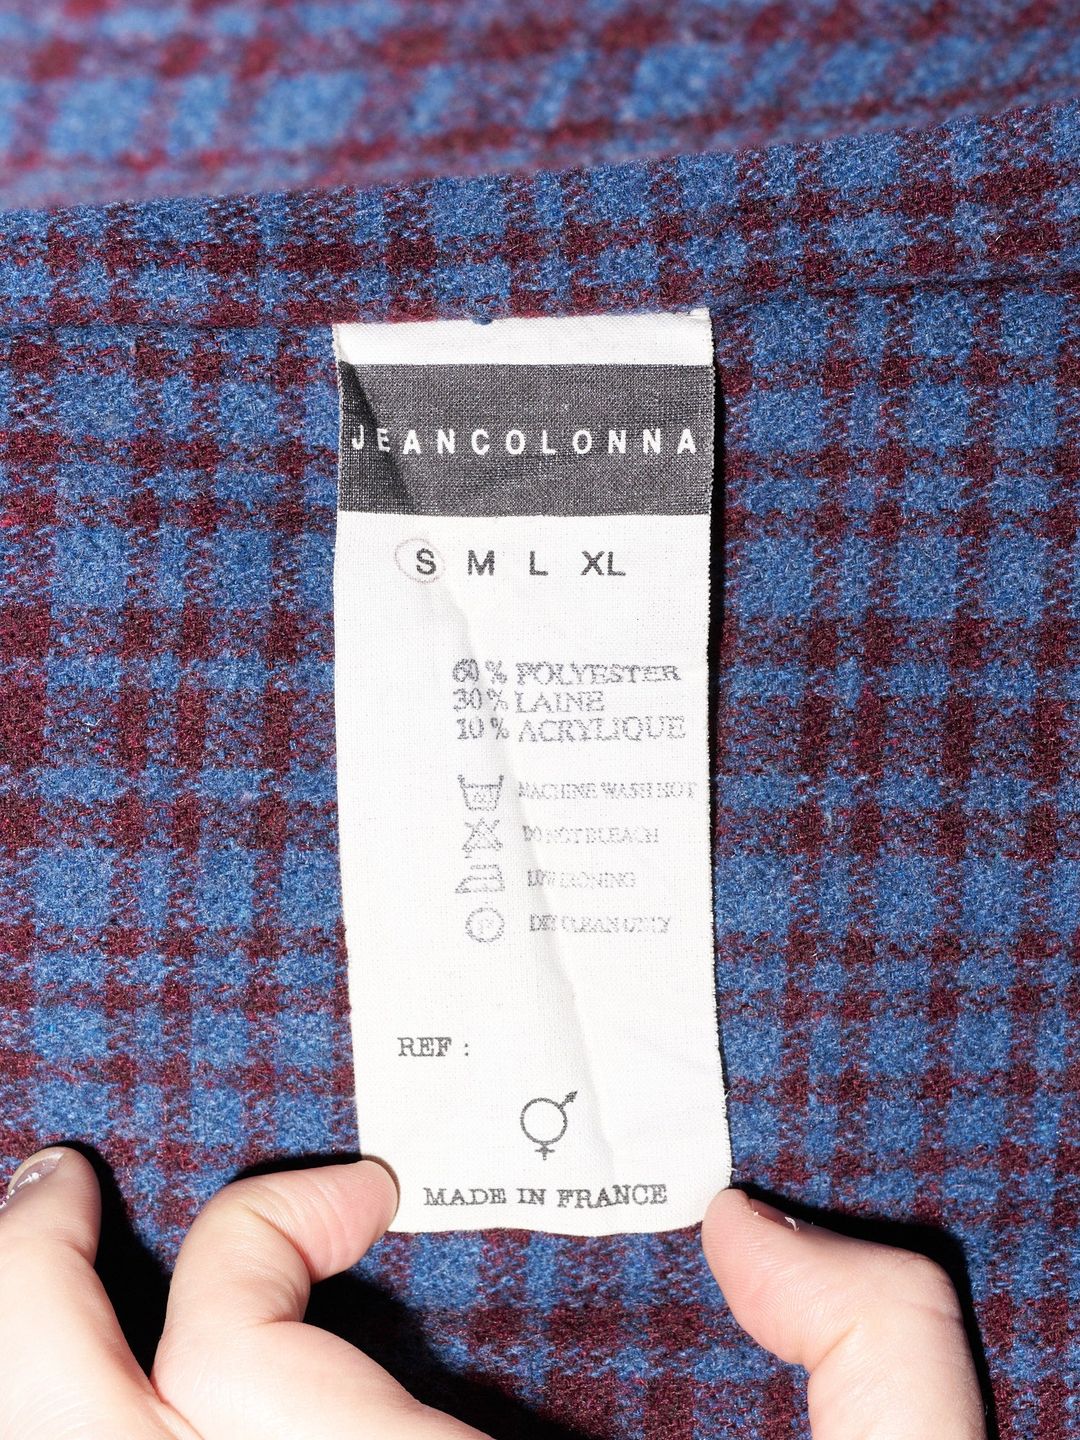 JEANCOLONNA
S M L XL
60 % POLYESTER
30 % LAINE
10 % ACRYLIQUE
MACHINE WASH HOT
DO NOT BLEACH
LOW IRONING
P DRY CLEAN ONLY
REF :
MADE IN FRANCE